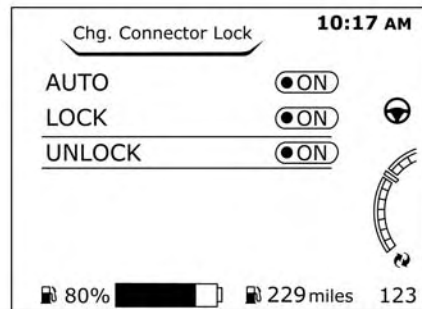 Chg. Connector Lock 10:17 AM
AUTO ON
LOCK ON
UNLOCK ON
80% 229 miles 123